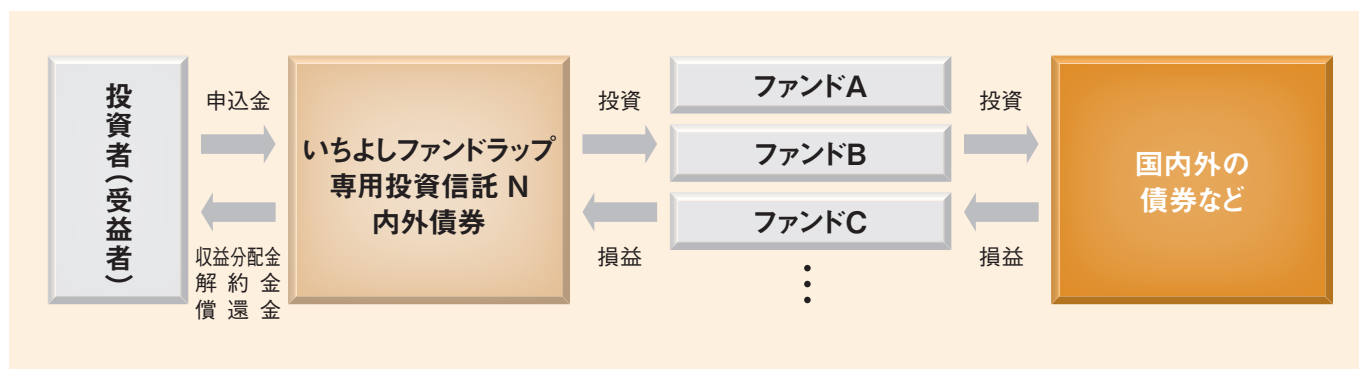 投資者（受益者）
申込金
収益分配金
解約金
償還金
いちよしファンドラップ
専用投資信託 N
内外債券
投資
損益
ファンドA
ファンドB
ファンドC
⋮
投資
損益
国内外の
債券など